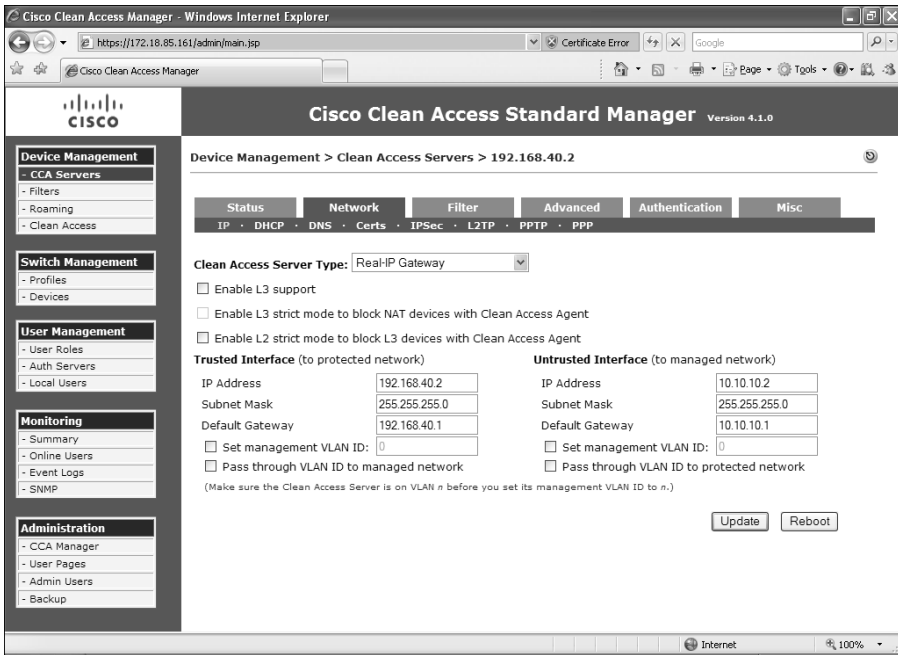 Cisco Clean Access Manager - Windows Internet Explorer
https://172.18.85.161/admin/main.jsp
Certificate Error
Google
Cisco Clean Access Manager
Page
Tools
CISCO
Cisco Clean Access Standard Manager Version 4.1.0
Device Management
- CCA Servers
- Filters
- Roaming
- Clean Access
Switch Management
- Profiles
- Devices
User Management
- User Roles
- Auth Servers
- Local Users
Monitoring
- Summary
- Online Users
- Event Logs
- SNMP
Administration
- CCA Manager
- User Pages
- Admin Users
- Backup
Device Management > Clean Access Servers > 192.168.40.2
Status Network Filter Advanced Authentication Misc
IP · DHCP · DNS · Certs · IPSec · L2TP · PPTP · PPP
Clean Access Server Type: Real-IP Gateway
Enable L3 support
Enable L3 strict mode to block NAT devices with Clean Access Agent
Enable L2 strict mode to block L3 devices with Clean Access Agent
Trusted Interface (to protected network)
IP Address 192.168.40.2
Subnet Mask 255.255.255.0
Default Gateway 192.168.40.1
Set management VLAN ID: 0
Pass through VLAN ID to managed network
(Make sure the Clean Access Server is on VLAN n before you set its management VLAN ID to n.)
Untrusted Interface (to managed network)
IP Address 10.10.10.2
Subnet Mask 255.255.255.0
Default Gateway 10.10.10.1
Set management VLAN ID: 0
Pass through VLAN ID to protected network
Update Reboot
Internet
100%